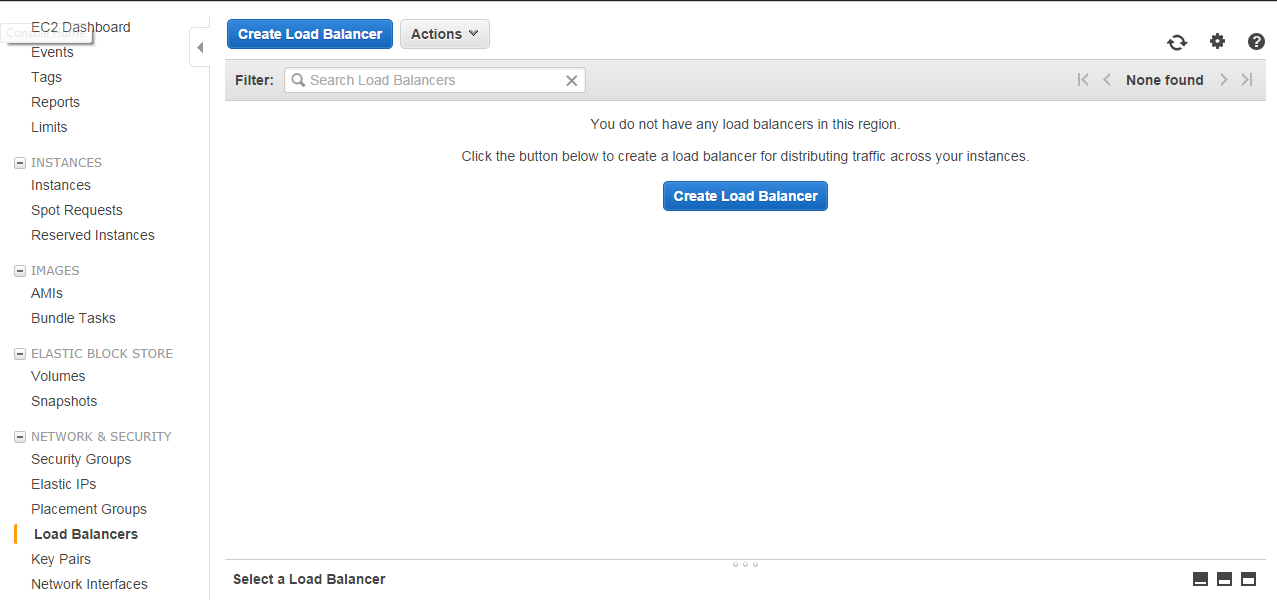 EC2 Dashboard
Events
Tags
Reports
Limits
INSTANCES
Instances
Spot Requests
Reserved Instances
IMAGES
AMIs
Bundle Tasks
ELASTIC BLOCK STORE
Volumes
Snapshots
NETWORK & SECURITY
Security Groups
Elastic IPs
Placement Groups
Load Balancers
Key Pairs
Network Interfaces
Create Load Balancer Actions
Filter: Search Load Balancers None found
You do not have any load balancers in this region.
Click the button below to create a load balancer for distributing traffic across your instances.
Create Load Balancer
Select a Load Balancer